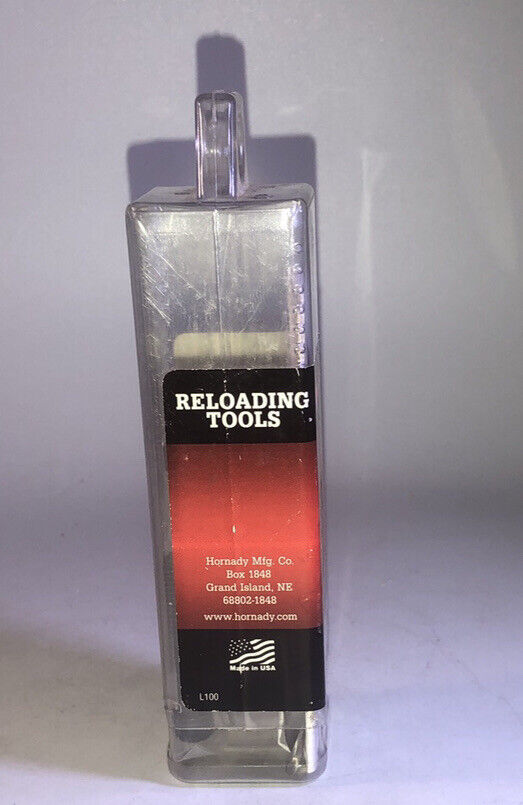 RELOADING
TOOLS
Hornady Mfg. Co.
Box 1848
Grand Island, NE
68802-1848
www.hornady.com
Made in USA
L100